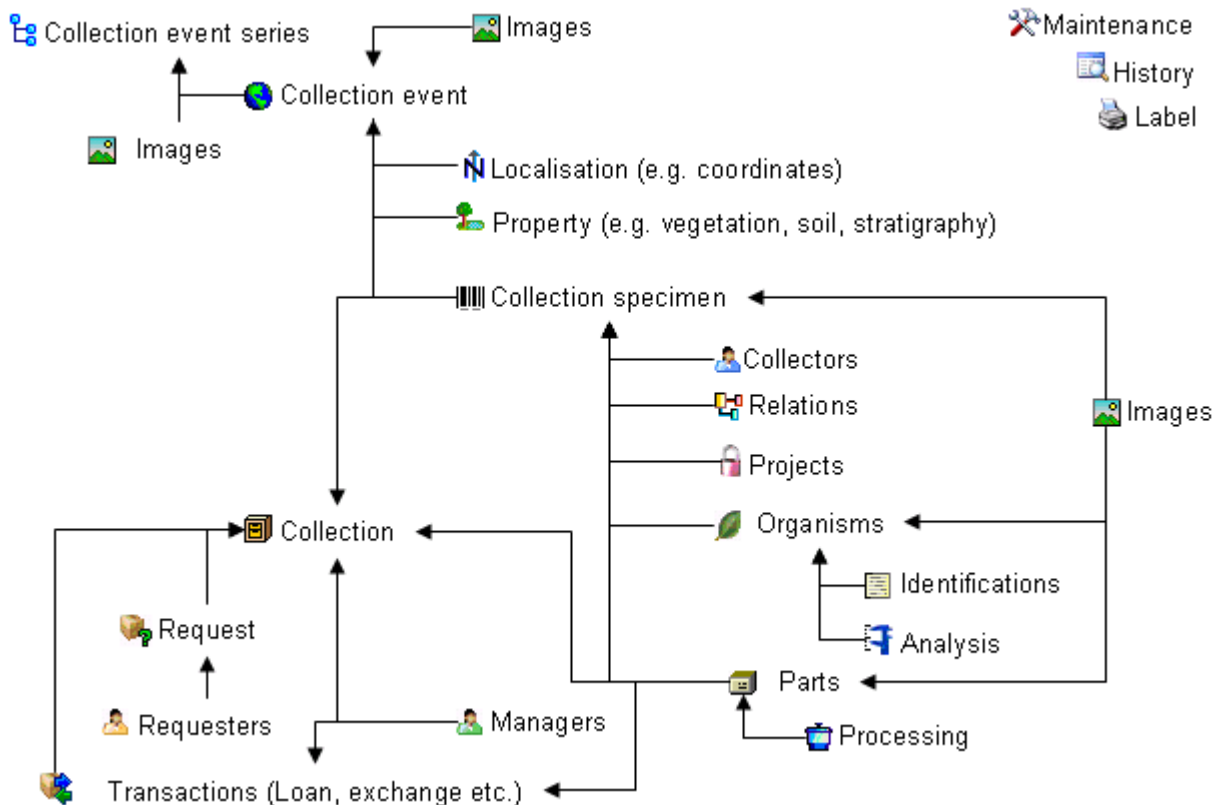 Collection event series
Images
Maintenance
History
Collection event
Label
Images
Localisation (e.g. coordinates)
Property (e.g. vegetation, soil, stratigraphy)
Collection specimen
Collectors
Relations
Images
Projects
Collection
Organisms
Identifications
Request
Analysis
Parts
Requesters
Managers
Processing
Transactions (Loan, exchange etc.)